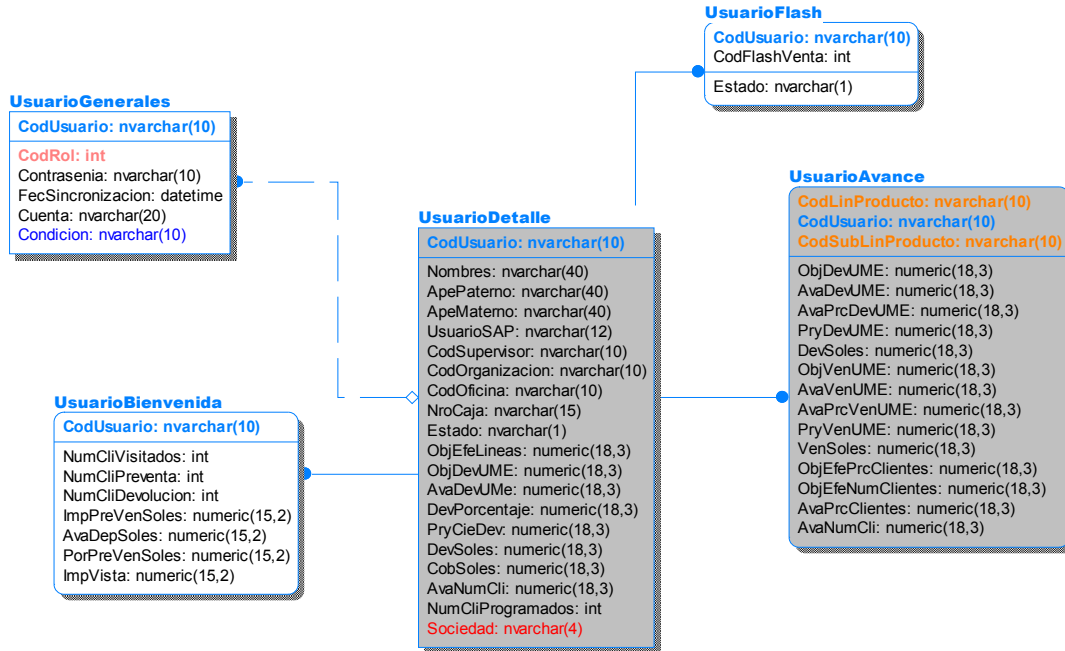 UsuarioFlash
CodUsuario: nvarchar(10)
CodFlashVenta: int
Estado: nvarchar(1)
UsuarioGenerales
CodUsuario: nvarchar(10)
CodRol: int
Contrasenia: nvarchar(10)
FecSincronizacion: datetime
Cuenta: nvarchar(20)
Condicion: nvarchar(10)
UsuarioAvance
CodLinProducto: nvarchar(10)
CodUsuario: nvarchar(10)
CodSubLinProducto: nvarchar(10)
ObjDevUME: numeric(18,3)
AvaDevUME: numeric(18,3)
AvaPrcDevUME: numeric(18,3)
PryDevUME: numeric(18,3)
DevSoles: numeric(18,3)
ObjVenUME: numeric(18,3)
AvaVenUME: numeric(18,3)
AvaPrcVenUME: numeric(18,3)
PryVenUME: numeric(18,3)
VenSoles: numeric(18,3)
ObjEfePrcClientes: numeric(18,3)
ObjEfeNumClientes: numeric(18,3)
AvaPrcClientes: numeric(18,3)
AvaNumCli: numeric(18,3)
UsuarioDetalle
CodUsuario: nvarchar(10)
Nombres: nvarchar(40)
ApePaterno: nvarchar(40)
ApeMaterno: nvarchar(40)
UsuarioSAP: nvarchar(12)
CodSupervisor: nvarchar(10)
CodOrganizacion: nvarchar(10)
CodOficina: nvarchar(10)
NroCaja: nvarchar(15)
Estado: nvarchar(1)
ObjEfeLineas: numeric(18,3)
ObjDevUME: numeric(18,3)
AvaDevUMe: numeric(18,3)
DevPorcentaje: numeric(18,3)
PryCieDev: numeric(18,3)
DevSoles: numeric(18,3)
CobSoles: numeric(18,3)
AvaNumCli: numeric(18,3)
NumCliProgramados: int
Sociedad: nvarchar(4)
UsuarioBienvenida
CodUsuario: nvarchar(10)
NumCliVisitados: int
NumCliPreventa: int
NumCliDevolucion: int
ImpPreVenSoles: numeric(15,2)
AvaDepSoles: numeric(15,2)
PorPreVenSoles: numeric(15,2)
ImpVista: numeric(15,2)